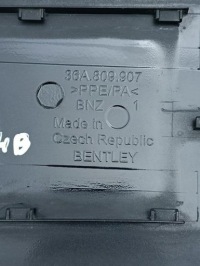 36A.809.907
>PPE/PA<
BNZ 1
Made in
Czech Republic
BENTLEY